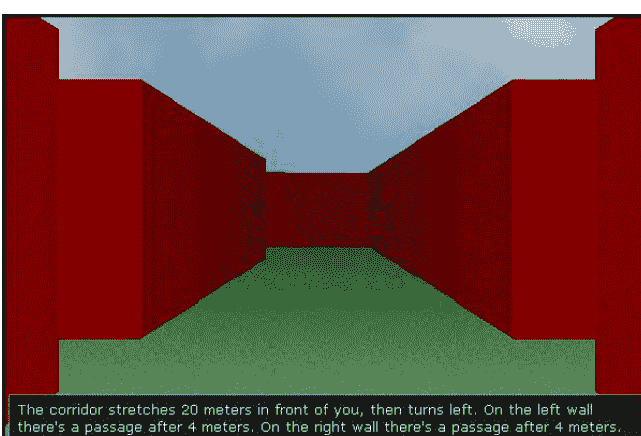 The corridor stretches 20 meters in front of you, then turns left. On the left wall
there's a passage after 4 meters. On the right wall there's a passage after 4 meters.